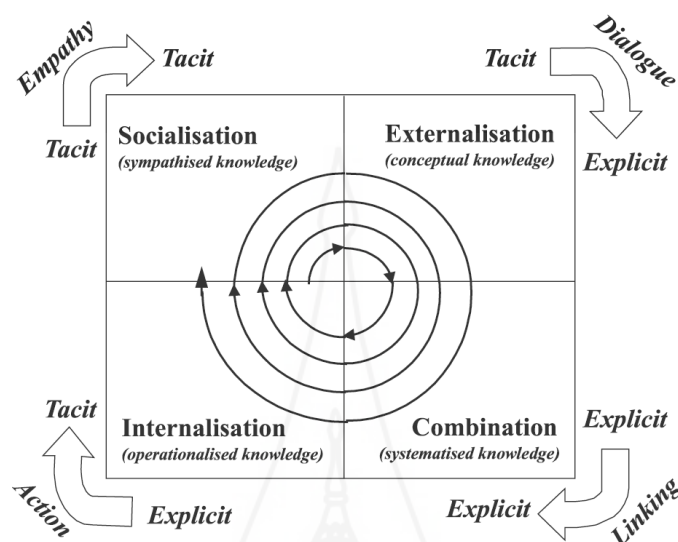 Empathy
Tacit
Tacit
Dialogue
Tacit
Explicit
Socialisation
(sympathised knowledge)
Externalisation
(conceptual knowledge)
Internalisation
(operationalised knowledge)
Combination
(systematised knowledge)
Tacit
Action
Explicit
Explicit
Linking
Explicit